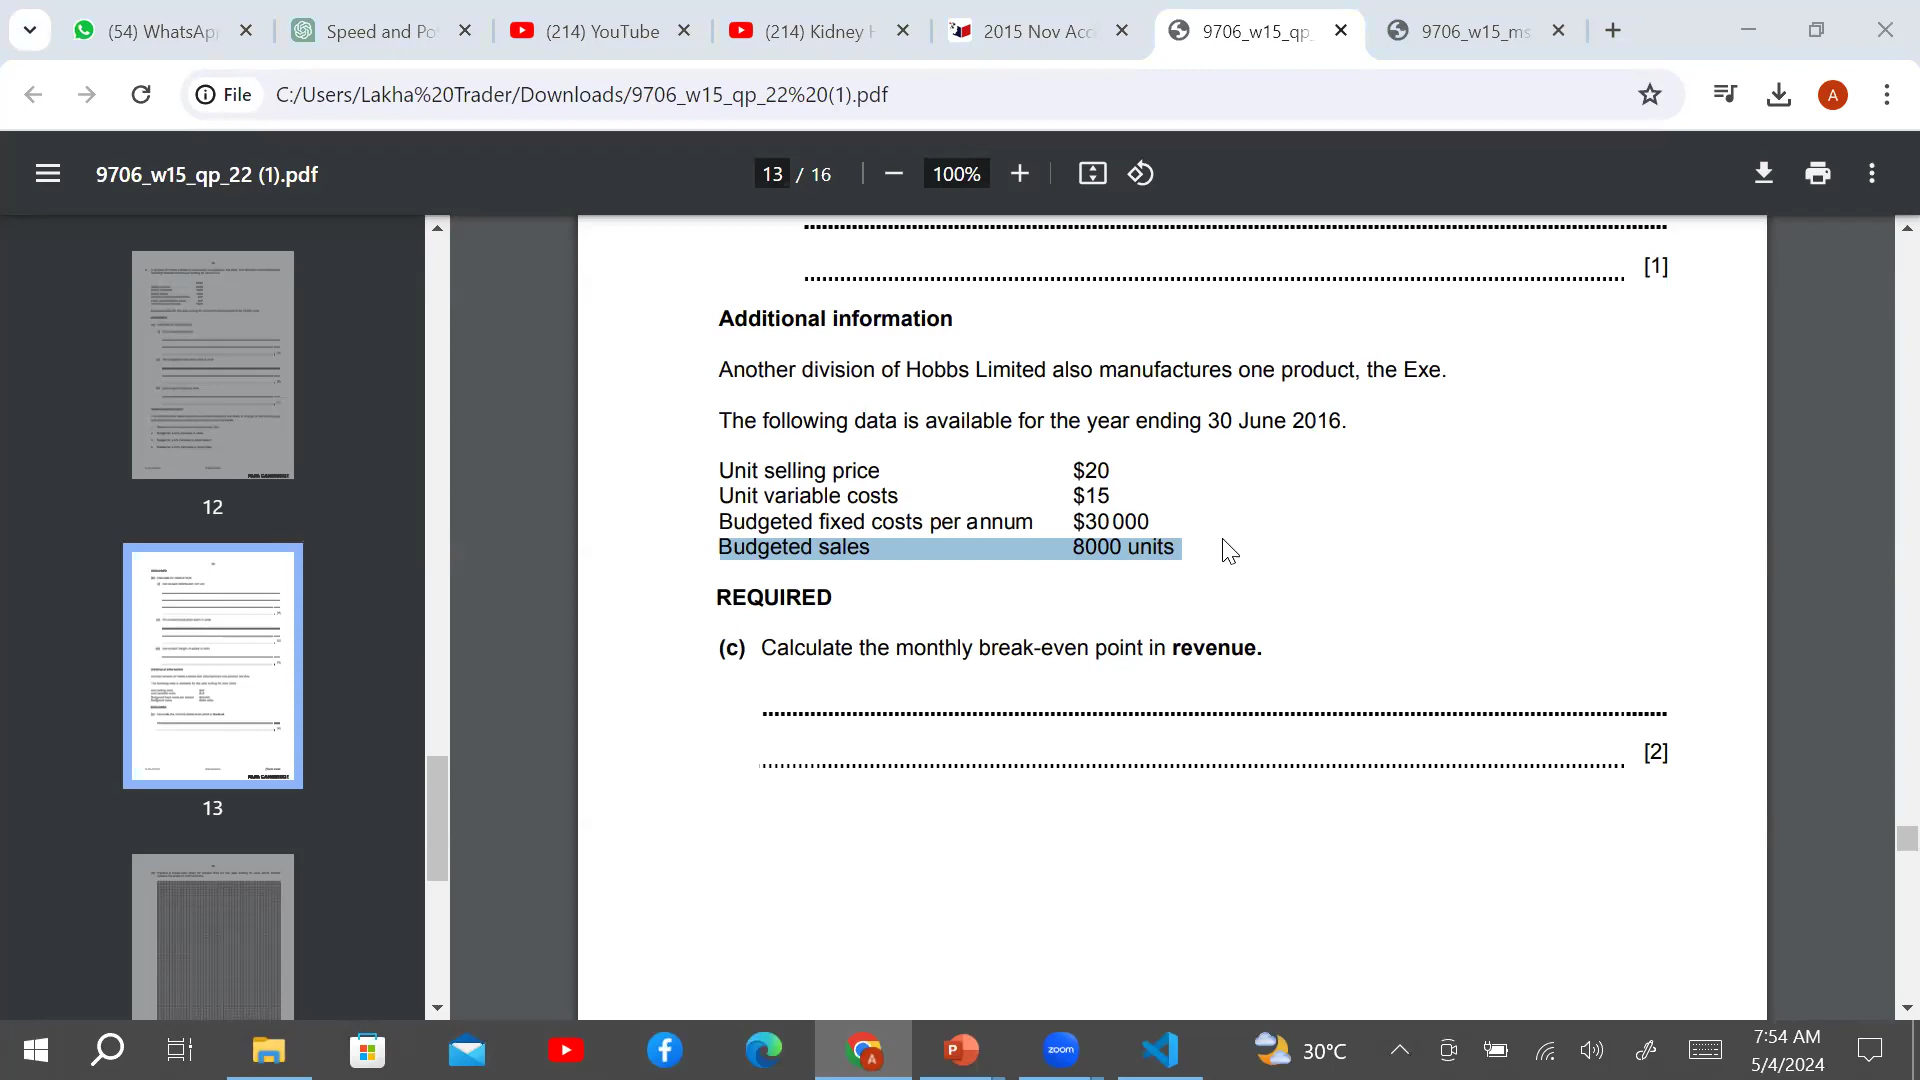 (54) WhatsApp
Speed and Po
(214) YouTube
(214) Kidney
2015 Nov Acc
9706_w15_qp_
9706_w15_ms
File
C:/Users/Lakha%20Trader/Downloads/9706_w15_qp_22%20(1).pdf
A
9706_w15_qp_22 (1).pdf
13 / 16
100%
12
13
[1]
Additional information
Another division of Hobbs Limited also manufactures one product, the Exe.
The following data is available for the year ending 30 June 2016.
Unit selling price $20
Unit variable costs $15
Budgeted fixed costs per annum $30 000
Budgeted sales 8000 units
REQUIRED
(c) Calculate the monthly break-even point in revenue.
[2]
zoom
30°C
7:54 AM
5/4/2024